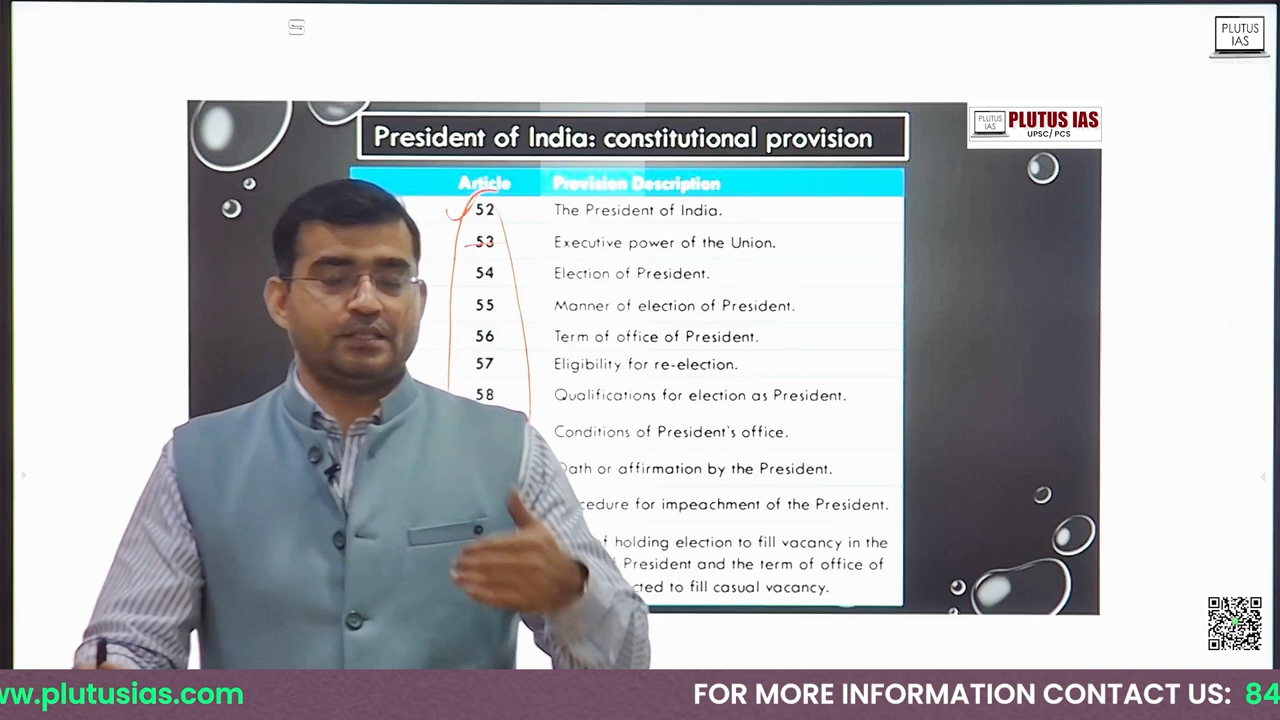 PLUTUS
IAS
President of India: constitutional provision
PLUTUS
IAS
PLUTUS IAS
UPSC/ PCS
Article Provision Description
52 The President of India.
53 Executive power of the Union.
54 Election of President.
55 Manner of election of President.
56 Term of office of President.
57 Eligibility for re-election.
58 Qualifications for election as President.
Conditions of President's office.
Oath or affirmation by the President.
cedure for impeachment of the President.
f holding election to fill vacancy in the
President and the term of office of
cted to fill casual vacancy.
ww.plutusias.com
FOR MORE INFORMATION CONTACT US: 84